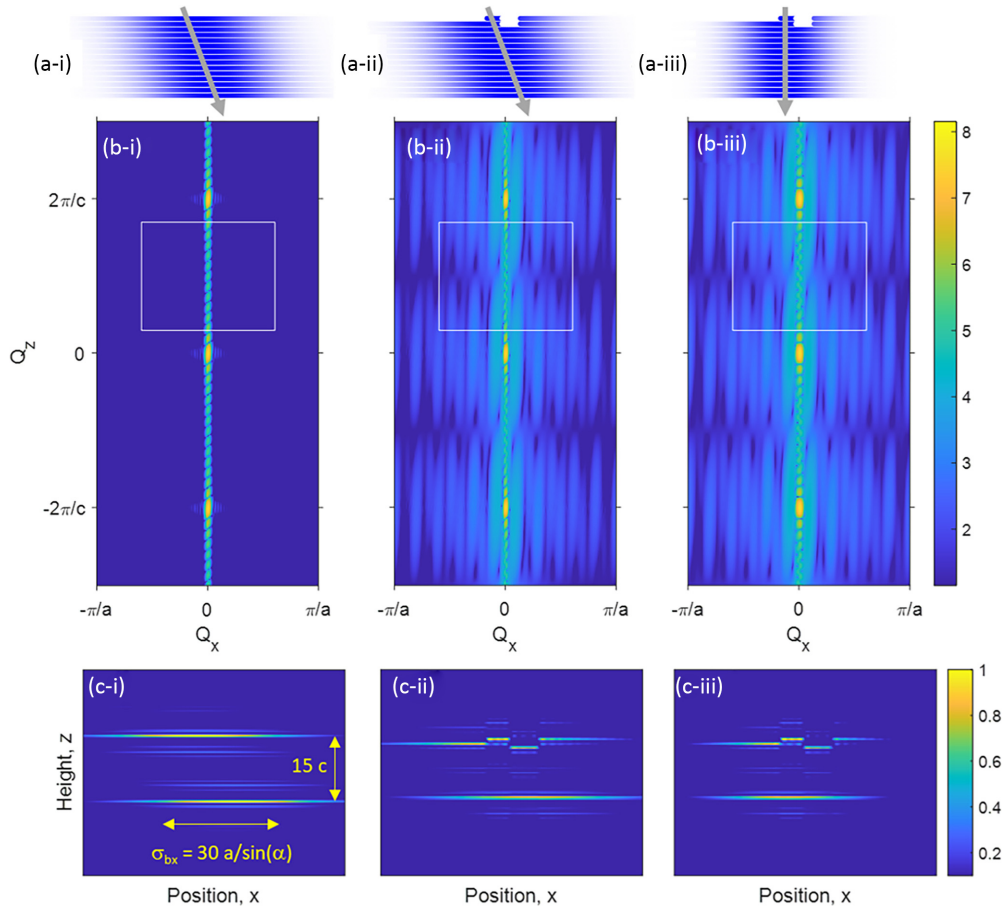 (a-i)
(a-ii)
(a-iii)
(b-i)
(b-ii)
(b-iii)
2π/c
0
-2π/c
Q_z
-π/a
0
π/a
-π/a
0
π/a
-π/a
0
π/a
Q_x
Q_x
Q_x
8
7
6
5
4
3
2
(c-i)
(c-ii)
(c-iii)
15 c
σ_bx = 30 a/sin(α)
Height, z
1
0.8
0.6
0.4
0.2
Position, x
Position, x
Position, x